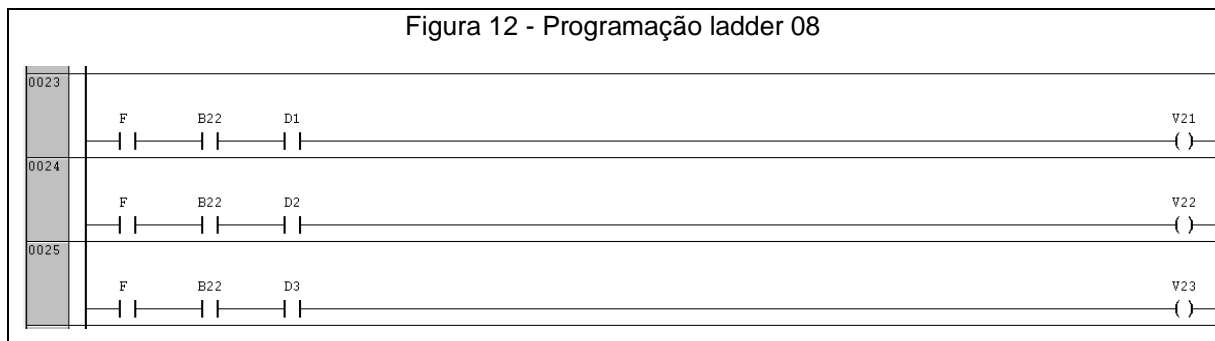 Figura 12 - Programação ladder 08
0023
F B22 D1 V21
0024
F B22 D2 V22
0025
F B22 D3 V23